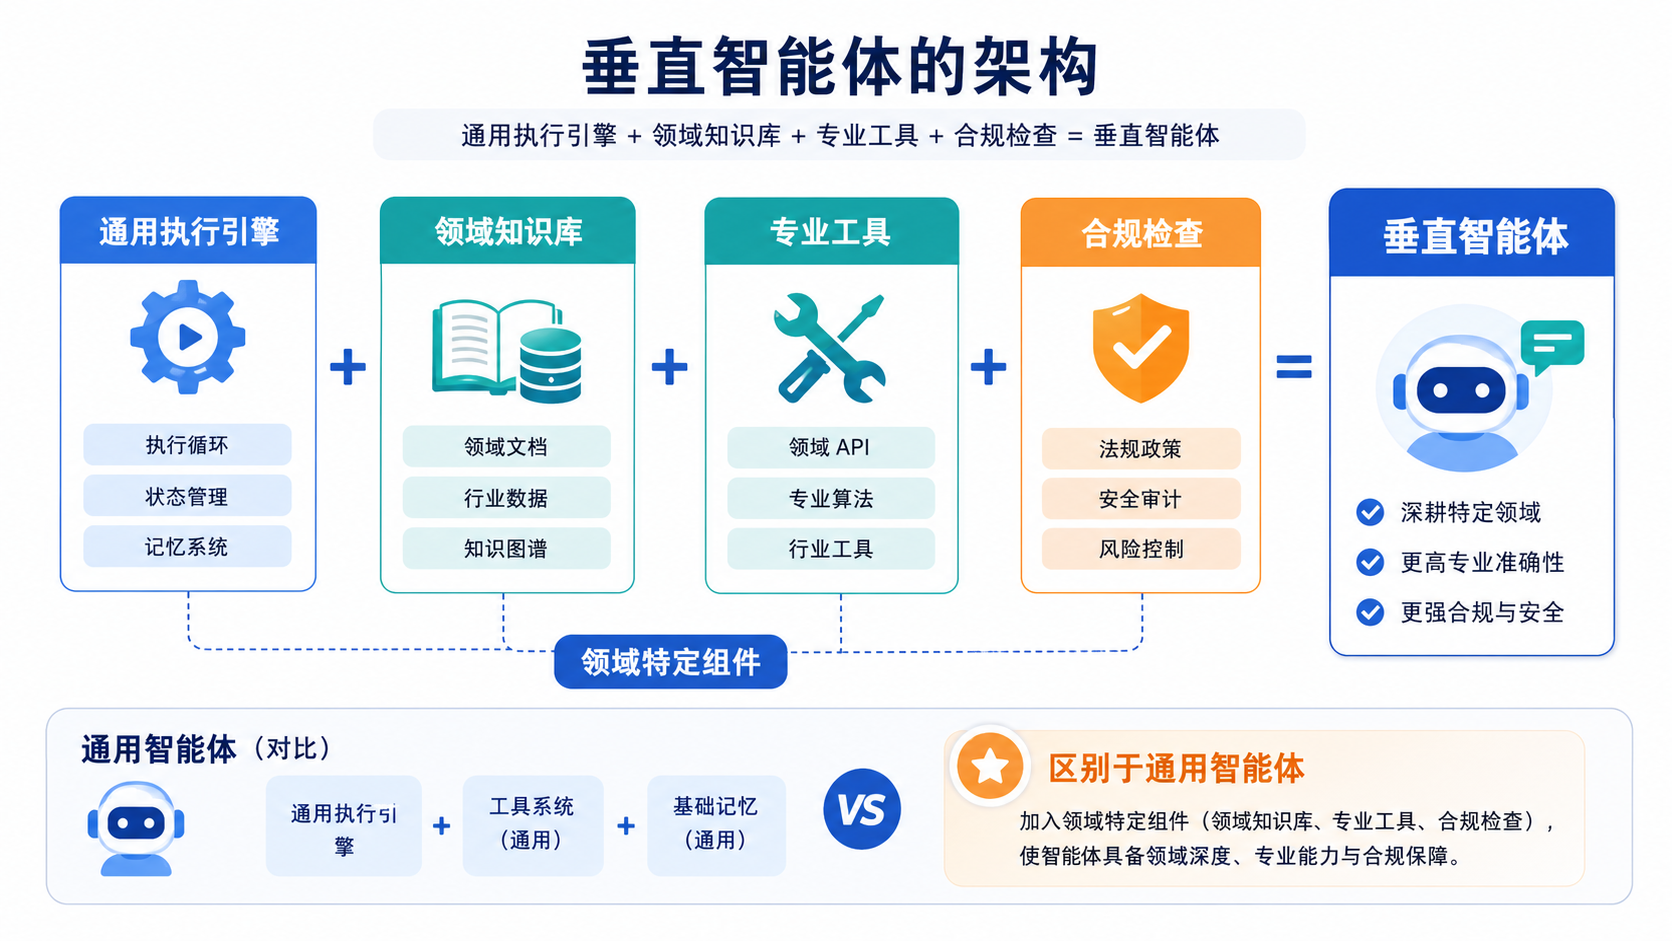 垂直智能体的架构
通用执行引擎 + 领域知识库 + 专业工具 + 合规检查 = 垂直智能体
通用执行引擎
执行循环
状态管理
记忆系统
+
领域知识库
领域文档
行业数据
知识图谱
+
专业工具
领域 API
专业算法
行业工具
+
合规检查
法规政策
安全审计
风险控制
=
垂直智能体
深耕特定领域
更高专业准确性
更强合规与安全
领域特定组件
通用智能体（对比）
通用执行引
擎
+
工具系统
（通用）
+
基础记忆
（通用）
VS
区别于通用智能体
加入领域特定组件（领域知识库、专业工具、合规检查），
使智能体具备领域深度、专业能力与合规保障。